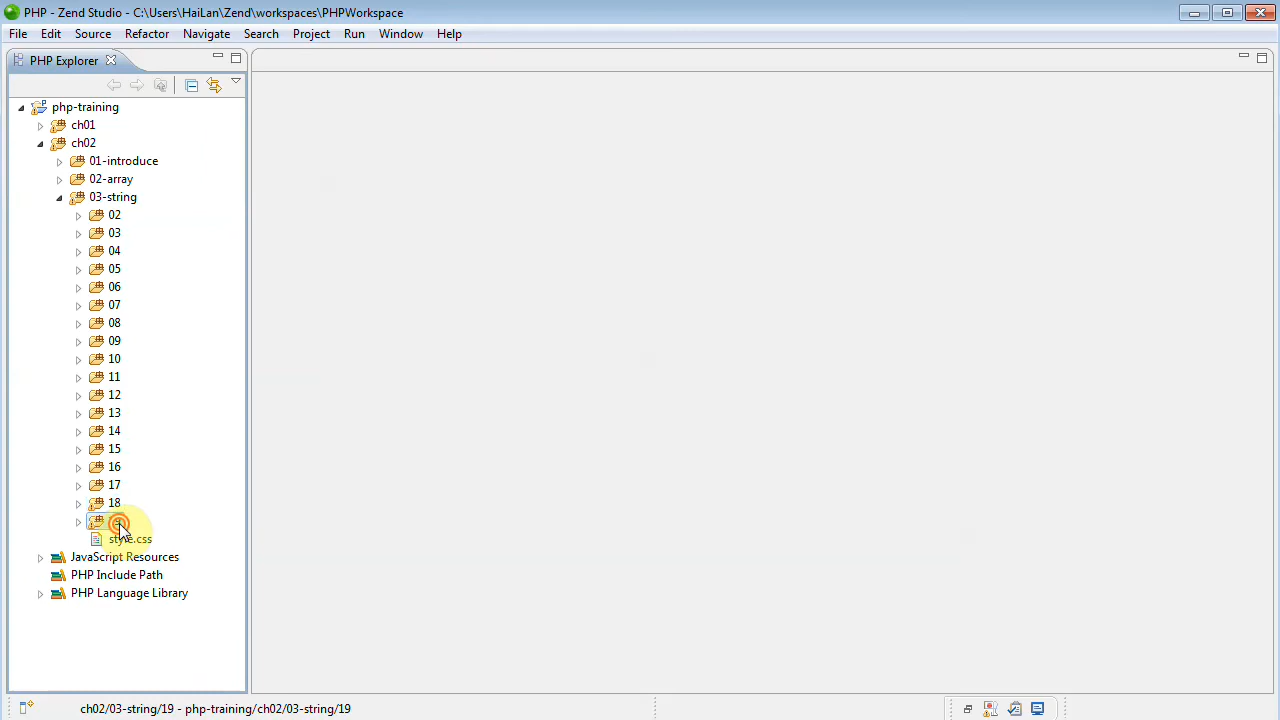 PHP - Zend Studio - C:\Users\HaiLan\Zend\workspaces\PHPWorkspace
File Edit Source Refactor Navigate Search Project Run Window Help
PHP Explorer
php-training
ch01
ch02
01-introduce
02-array
03-string
02
03
04
05
06
07
08
09
10
11
12
13
14
15
16
17
18
style.css
JavaScript Resources
PHP Include Path
PHP Language Library
ch02/03-string/19 - php-training/ch02/03-string/19